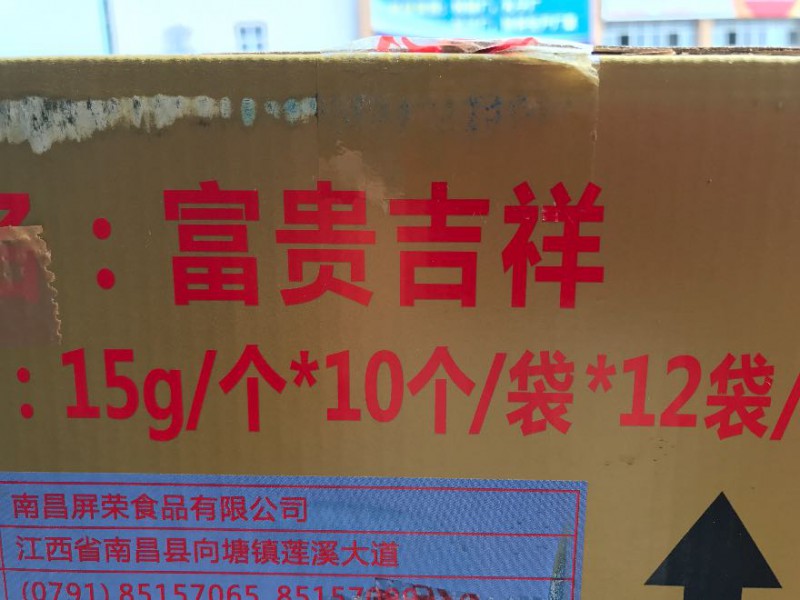 名：富贵吉祥
：15g/个*10个/袋*12袋/
南昌屏荣食品有限公司
江西省南昌县向塘镇莲溪大道
(0791) 85157065